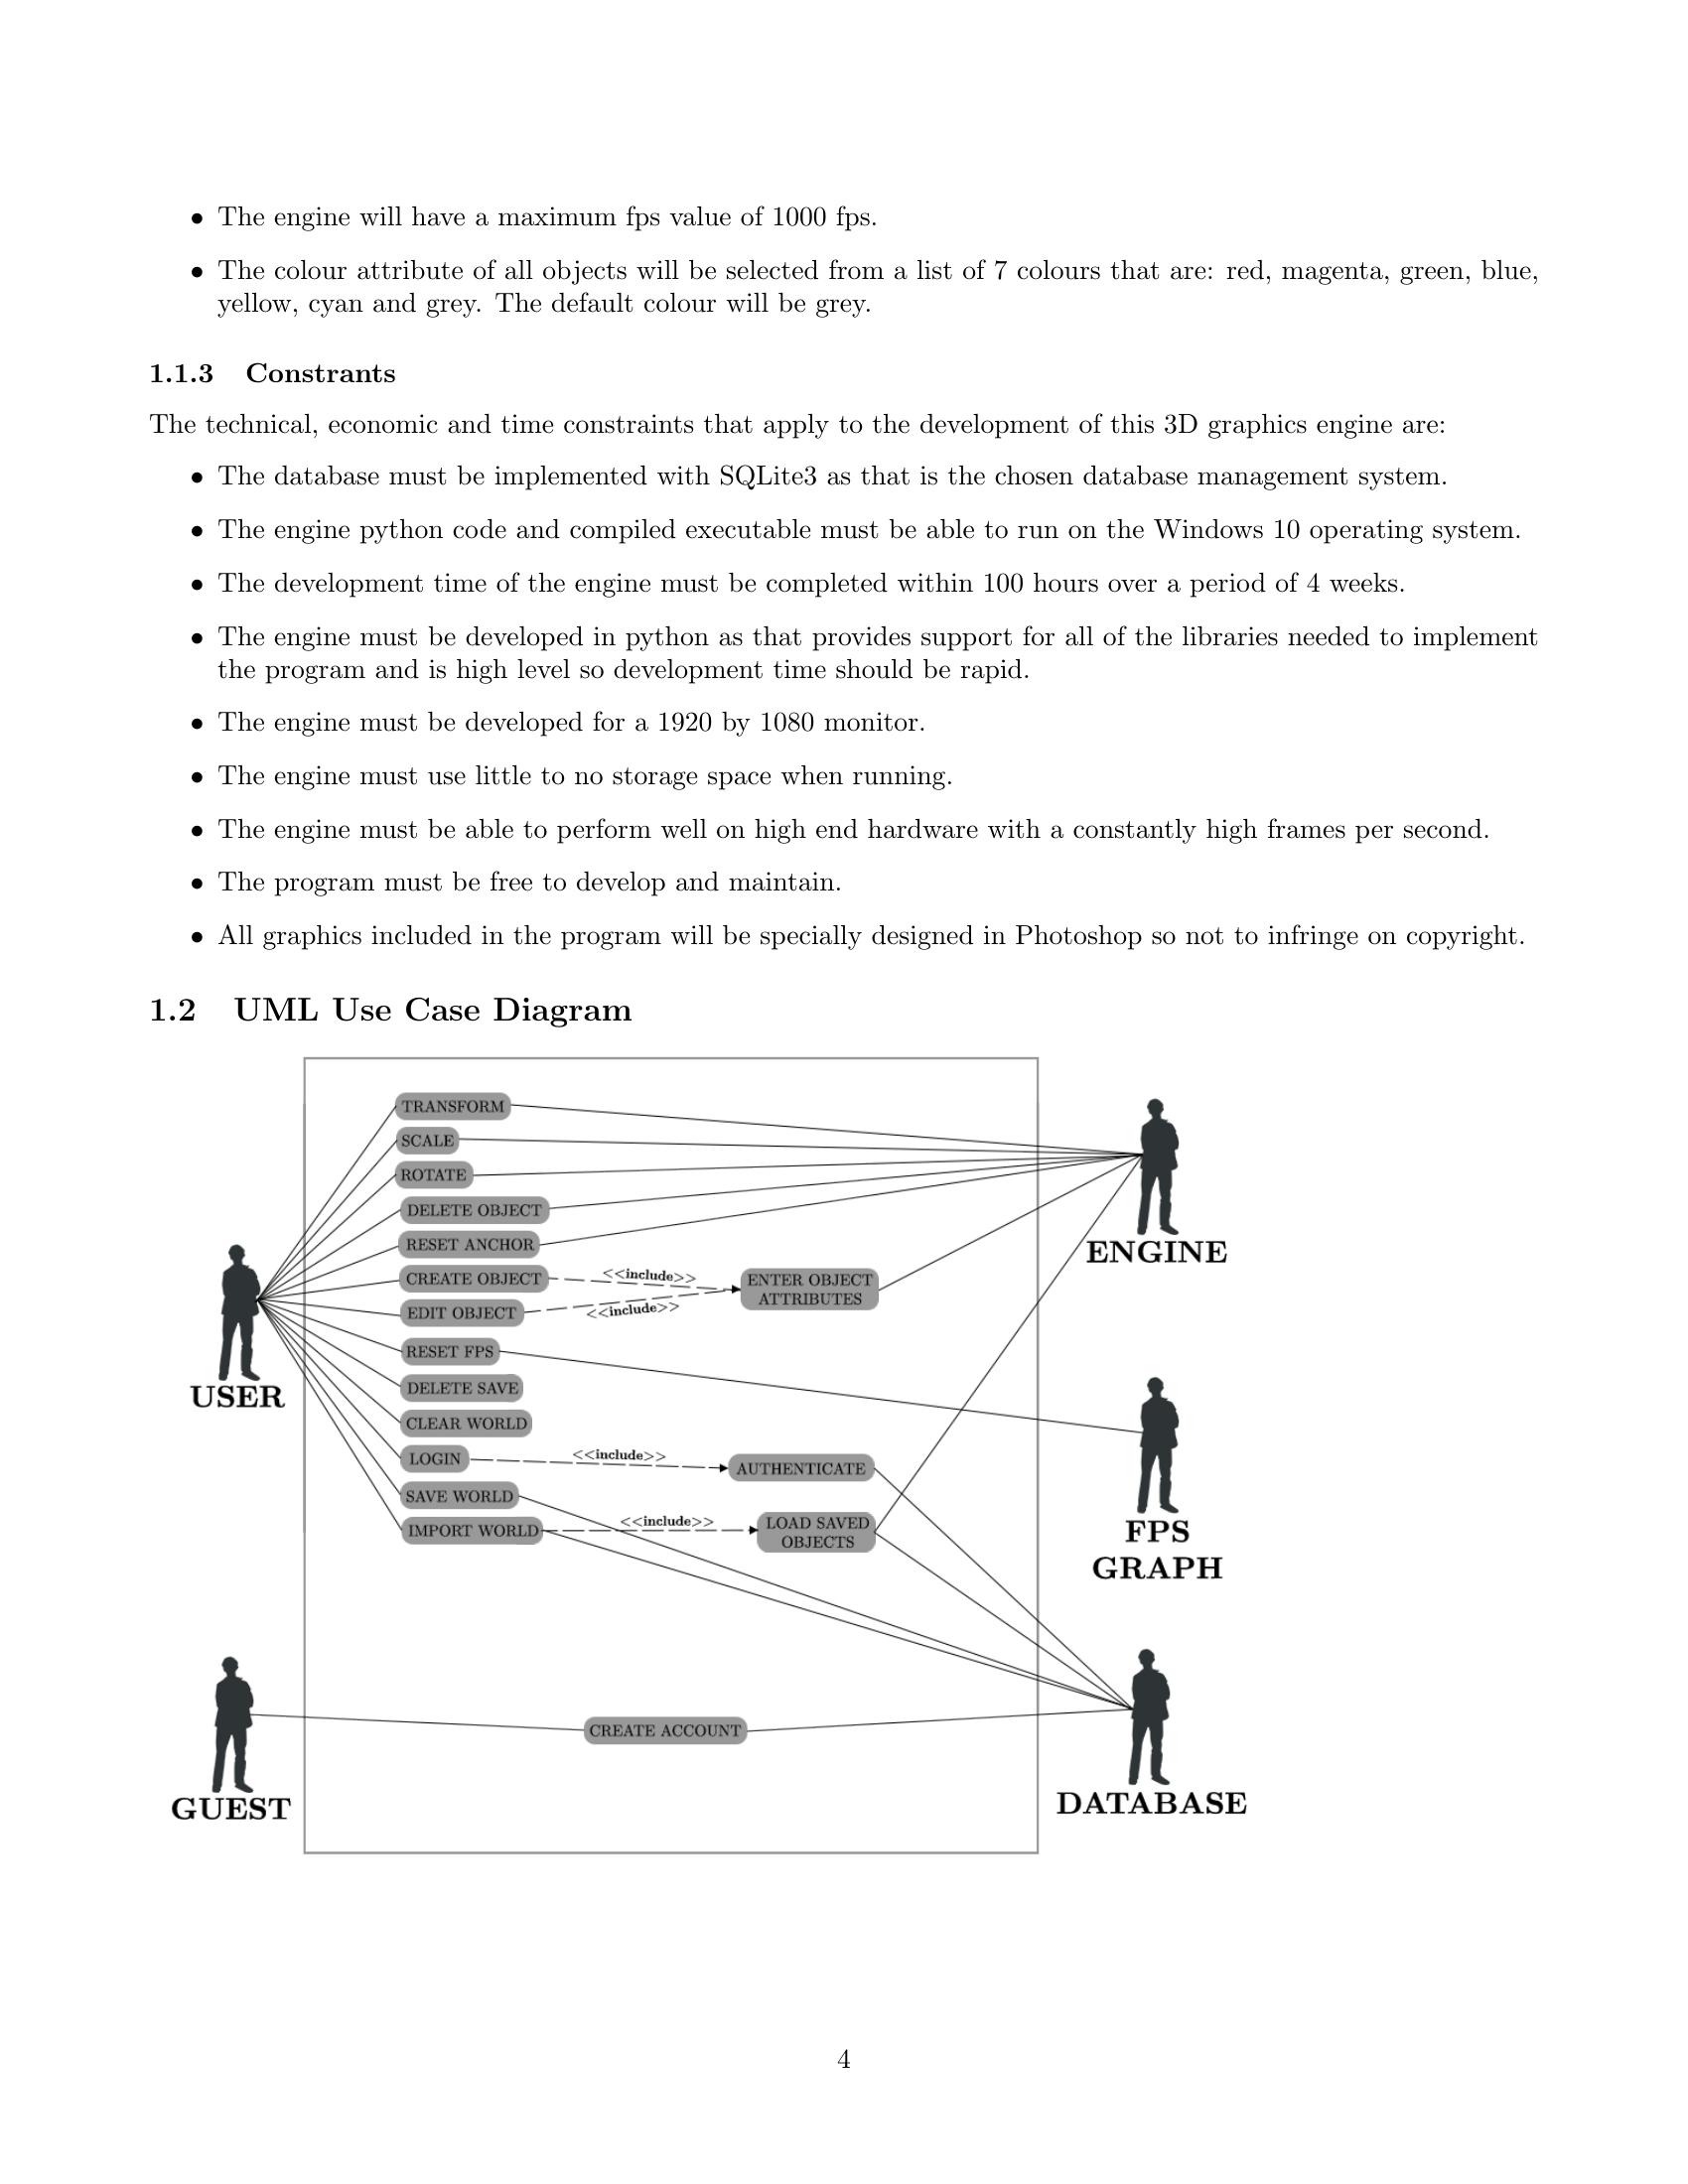 • The engine will have a maximum fps value of 1000 fps.
• The colour attribute of all objects will be selected from a list of 7 colours that are: red, magenta, green, blue,
yellow, cyan and grey. The default colour will be grey.
1.1.3 Constrants
The technical, economic and time constraints that apply to the development of this 3D graphics engine are:
• The database must be implemented with SQLite3 as that is the chosen database management system.
• The engine python code and compiled executable must be able to run on the Windows 10 operating system.
• The development time of the engine must be completed within 100 hours over a period of 4 weeks.
• The engine must be developed in python as that provides support for all of the libraries needed to implement
the program and is high level so development time should be rapid.
• The engine must be developed for a 1920 by 1080 monitor.
• The engine must use little to no storage space when running.
• The engine must be able to perform well on high end hardware with a constantly high frames per second.
• The program must be free to develop and maintain.
• All graphics included in the program will be specially designed in Photoshop so not to infringe on copyright.
1.2 UML Use Case Diagram
TRANSFORM
SCALE
ROTATE
DELETE OBJECT
RESET ANCHOR
CREATE OBJECT
<<include>>
EDIT OBJECT
<<include>>
ENTER OBJECT
ATTRIBUTES
RESET FPS
DELETE SAVE
CLEAR WORLD
LOGIN
<<include>>
AUTHENTICATE
SAVE WORLD
IMPORT WORLD
<<include>>
LOAD SAVED
OBJECTS
CREATE ACCOUNT
USER
GUEST
ENGINE
FPS
GRAPH
DATABASE
4